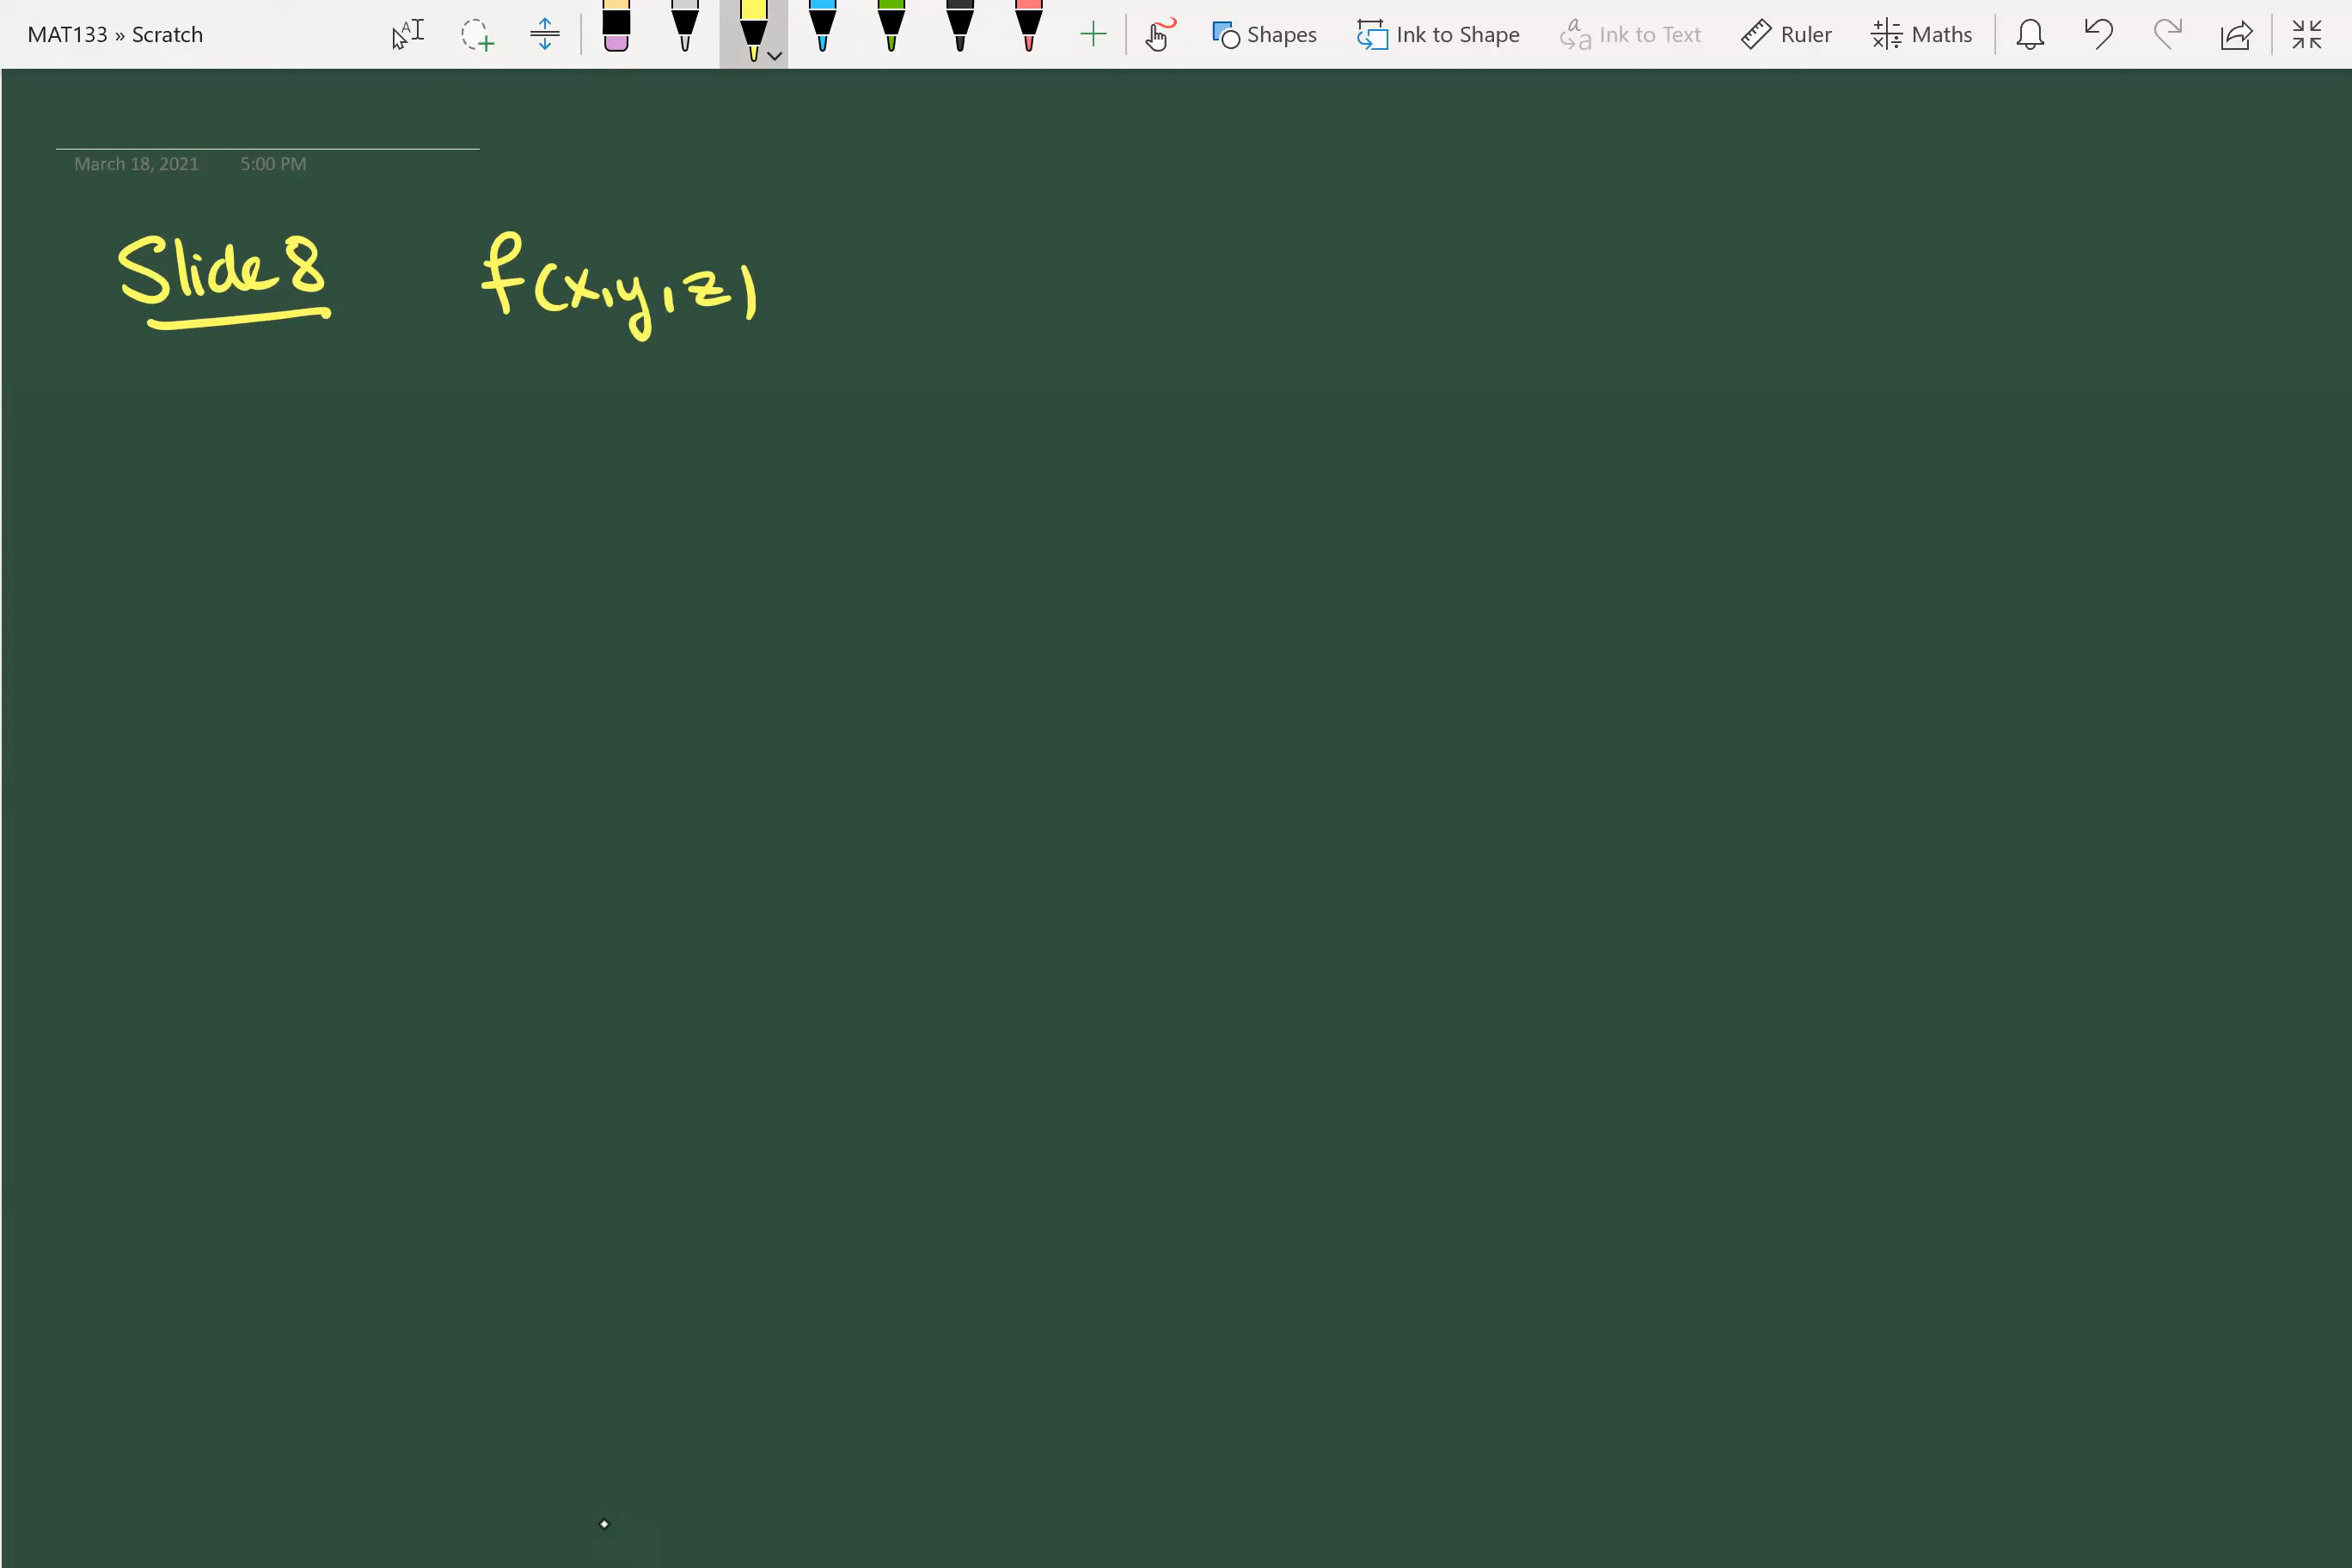 MAT133 » Scratch Shapes Ink to Shape Ink to Text Ruler Maths
March 18, 2021 5:00 PM
Slide 8 f(x,y,z)